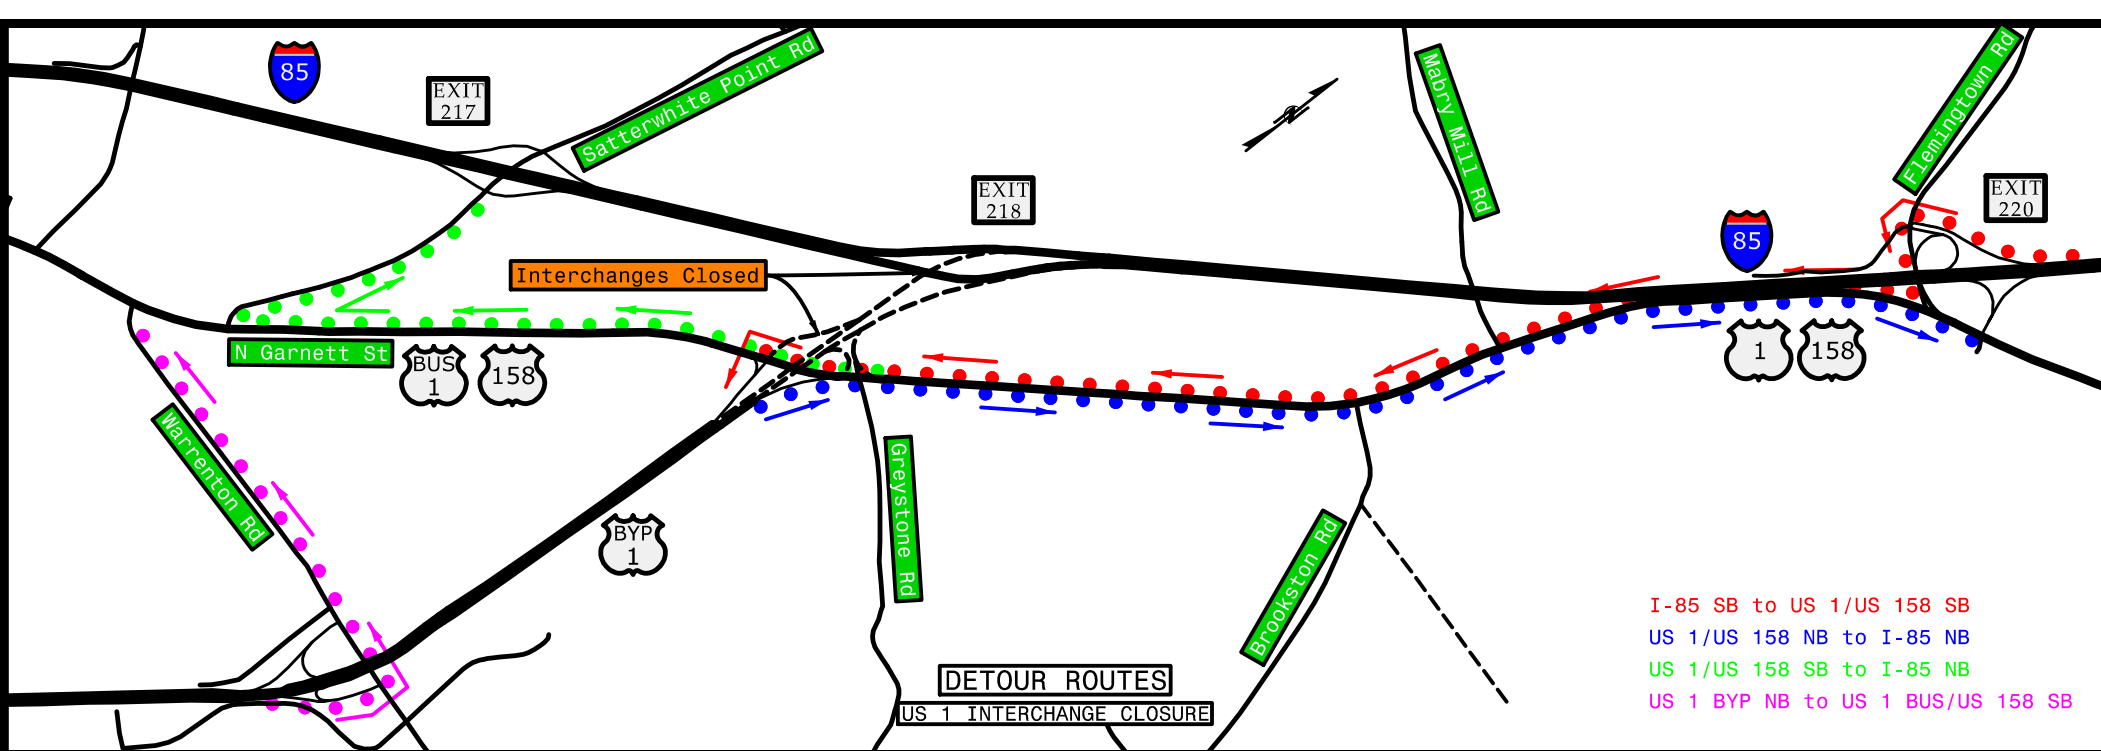 85
EXIT
217
Satterwhite Point Rd
EXIT
218
Mabry Mill Rd
Flemingtown Rd
EXIT
220
85
Interchanges Closed
N Garnett St
BUS
1
158
1
158
Warrenton Rd
BYP
1
Greystone Rd
Brookston Rd
I-85 SB to US 1/US 158 SB
US 1/US 158 NB to I-85 NB
US 1/US 158 SB to I-85 NB
US 1 BYP NB to US 1 BUS/US 158 SB
DETOUR ROUTES
US 1 INTERCHANGE CLOSURE